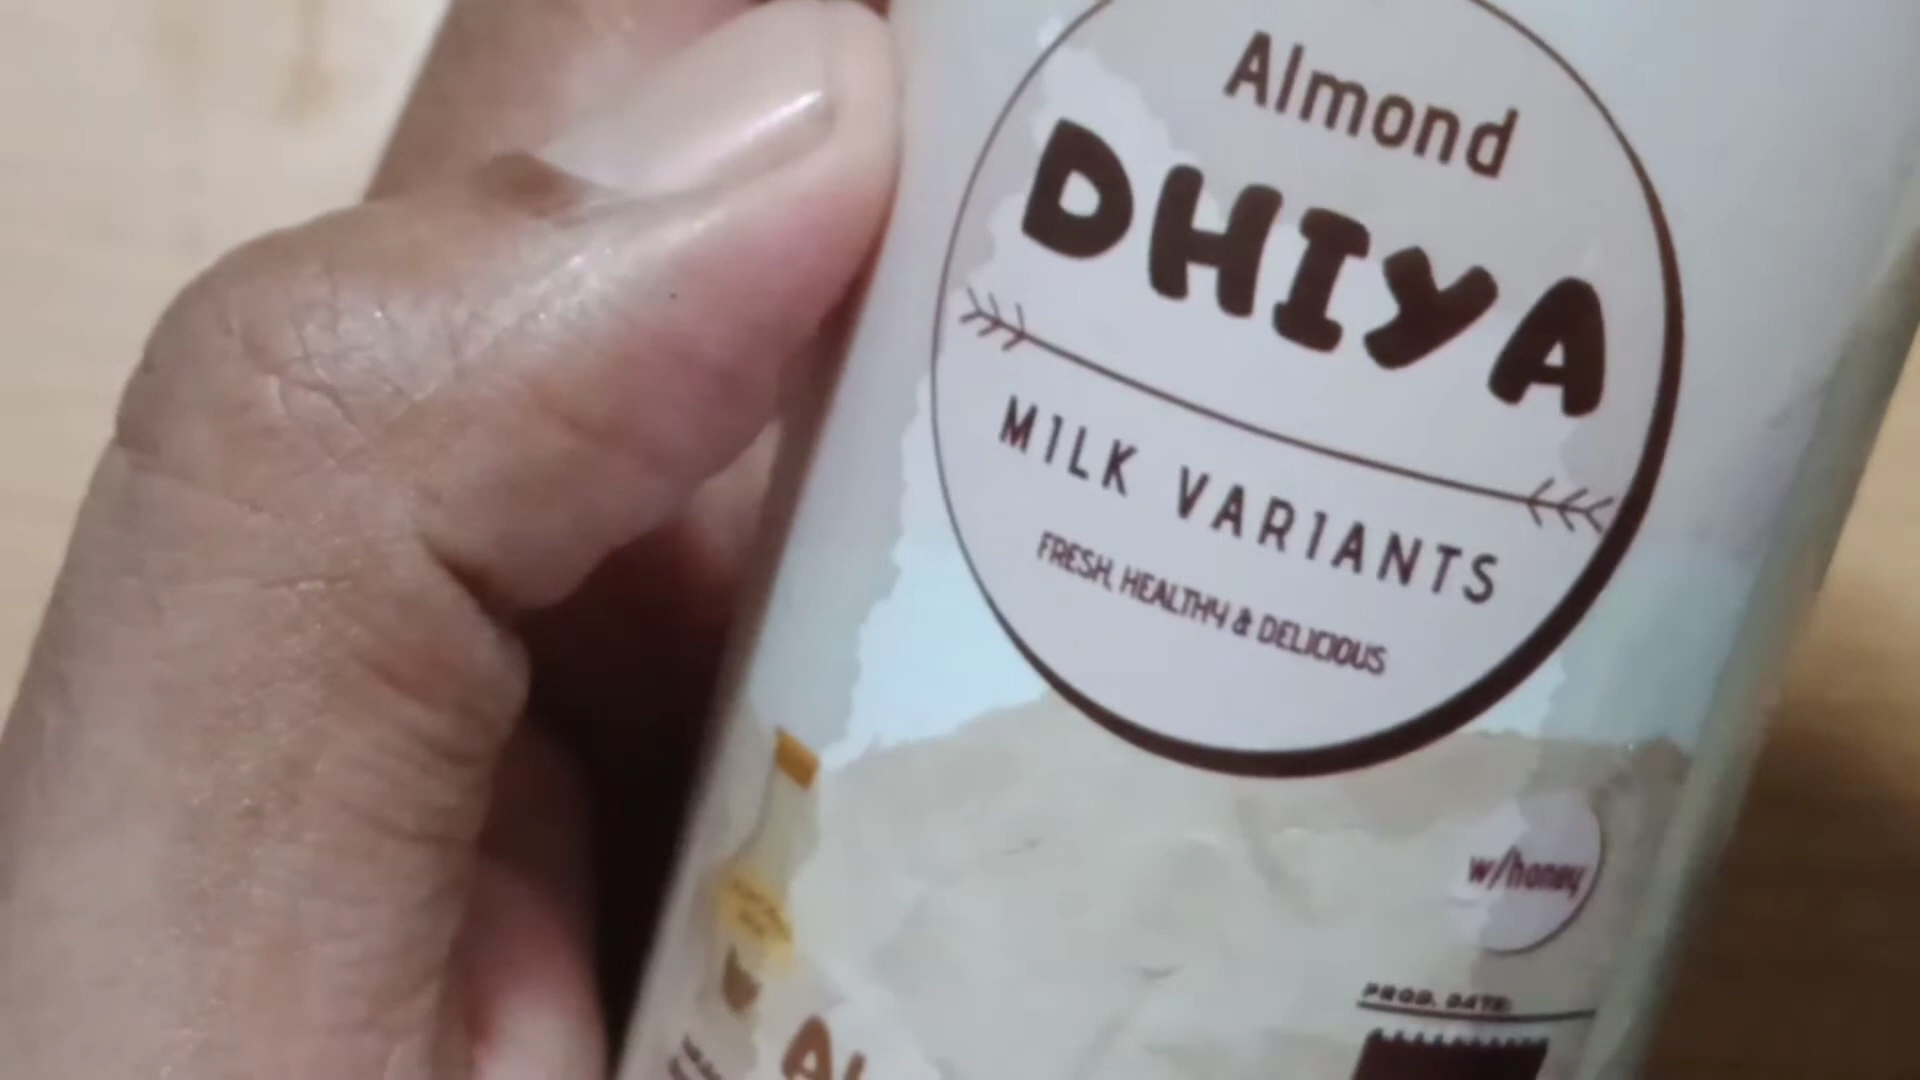 Almond
DHIYA
MILK VARIANTS
FRESH, HEALTHY & DELICIOUS
w/honey
PROD. DATE: